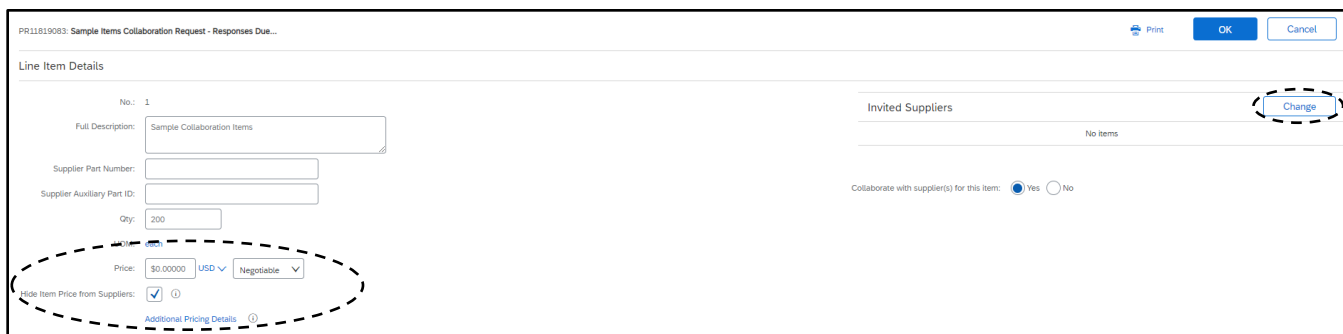 PR11819083: Sample Items Collaboration Request - Responses Due...
Print
OK
Cancel
Line Item Details
No.: 1
Full Description: Sample Collaboration Items
Supplier Part Number:
Supplier Auxiliary Part ID:
Qty: 200
UOM: each
Price: $0.00000 USD Negotiable
Hide Item Price from Suppliers:
Additional Pricing Details
Invited Suppliers
Change
No items
Collaborate with supplier(s) for this item: Yes No